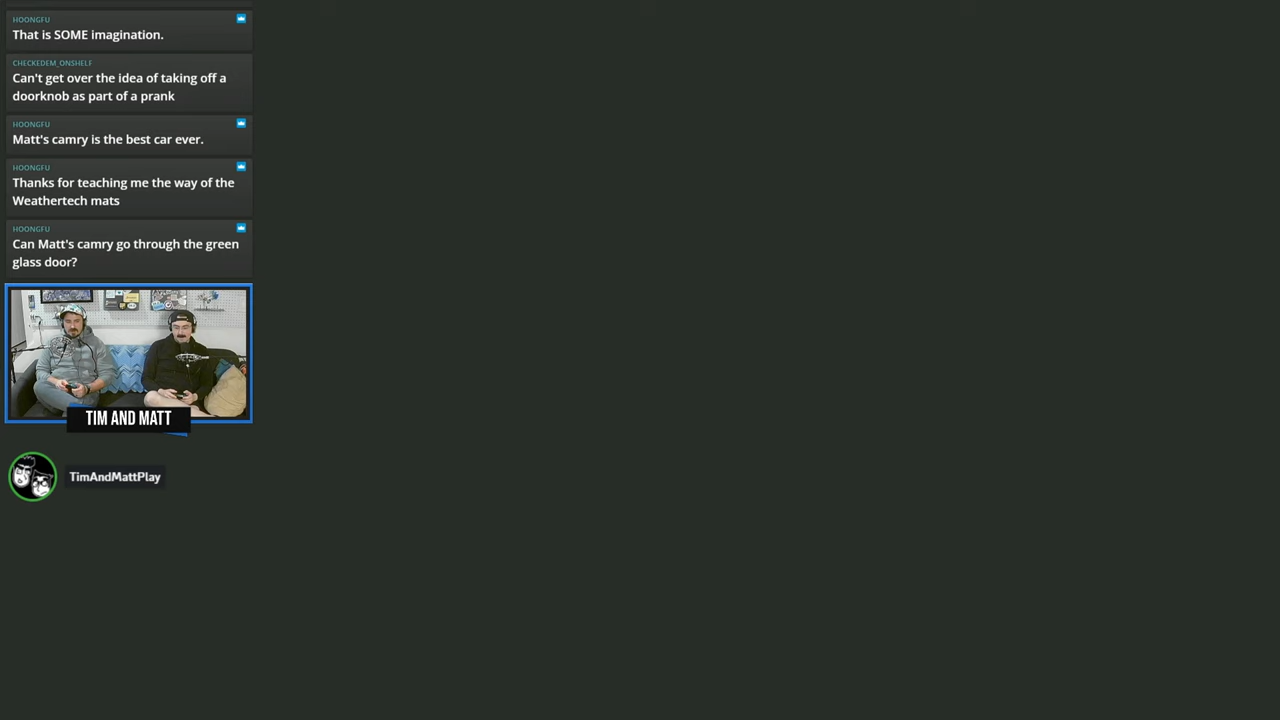 HOONGFU
That is SOME imagination.
CHECKEDEM_ONSHELF
Can't get over the idea of taking off a
doorknob as part of a prank
HOONGFU
Matt's camry is the best car ever.
HOONGFU
Thanks for teaching me the way of the
Weathertech mats
HOONGFU
Can Matt's camry go through the green
glass door?
TIM AND MATT
TimAndMattPlay